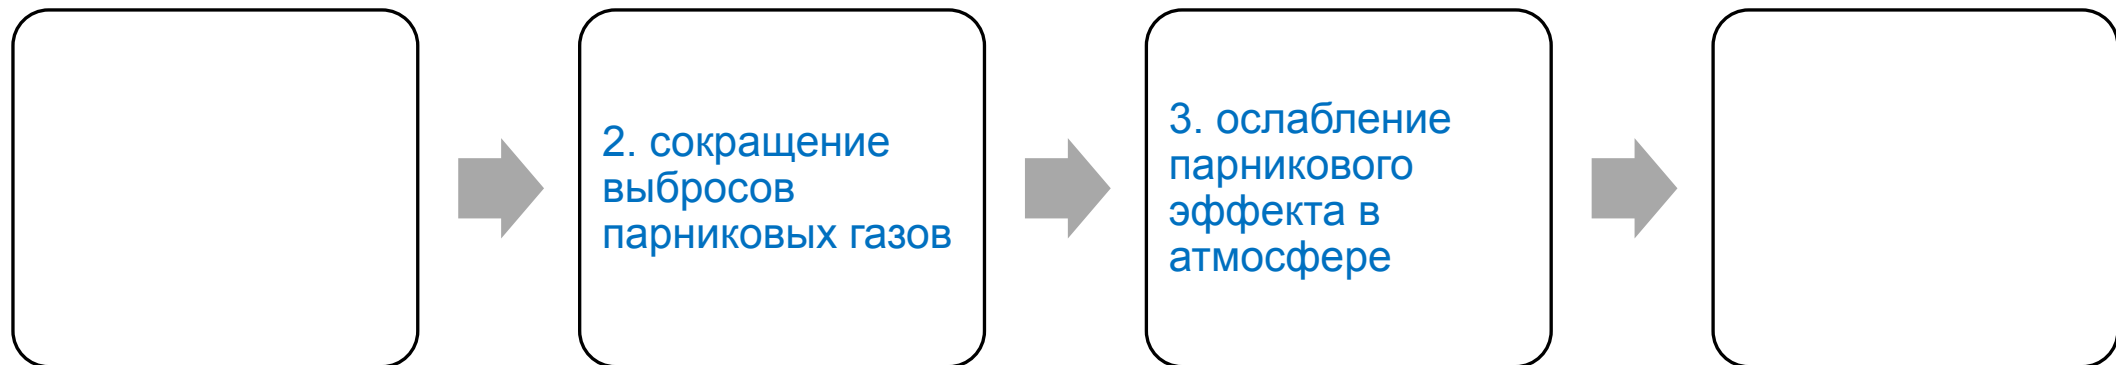 2. сокращение
выбросов
парниковых газов
3. ослабление
парникового
эффекта в
атмосфере